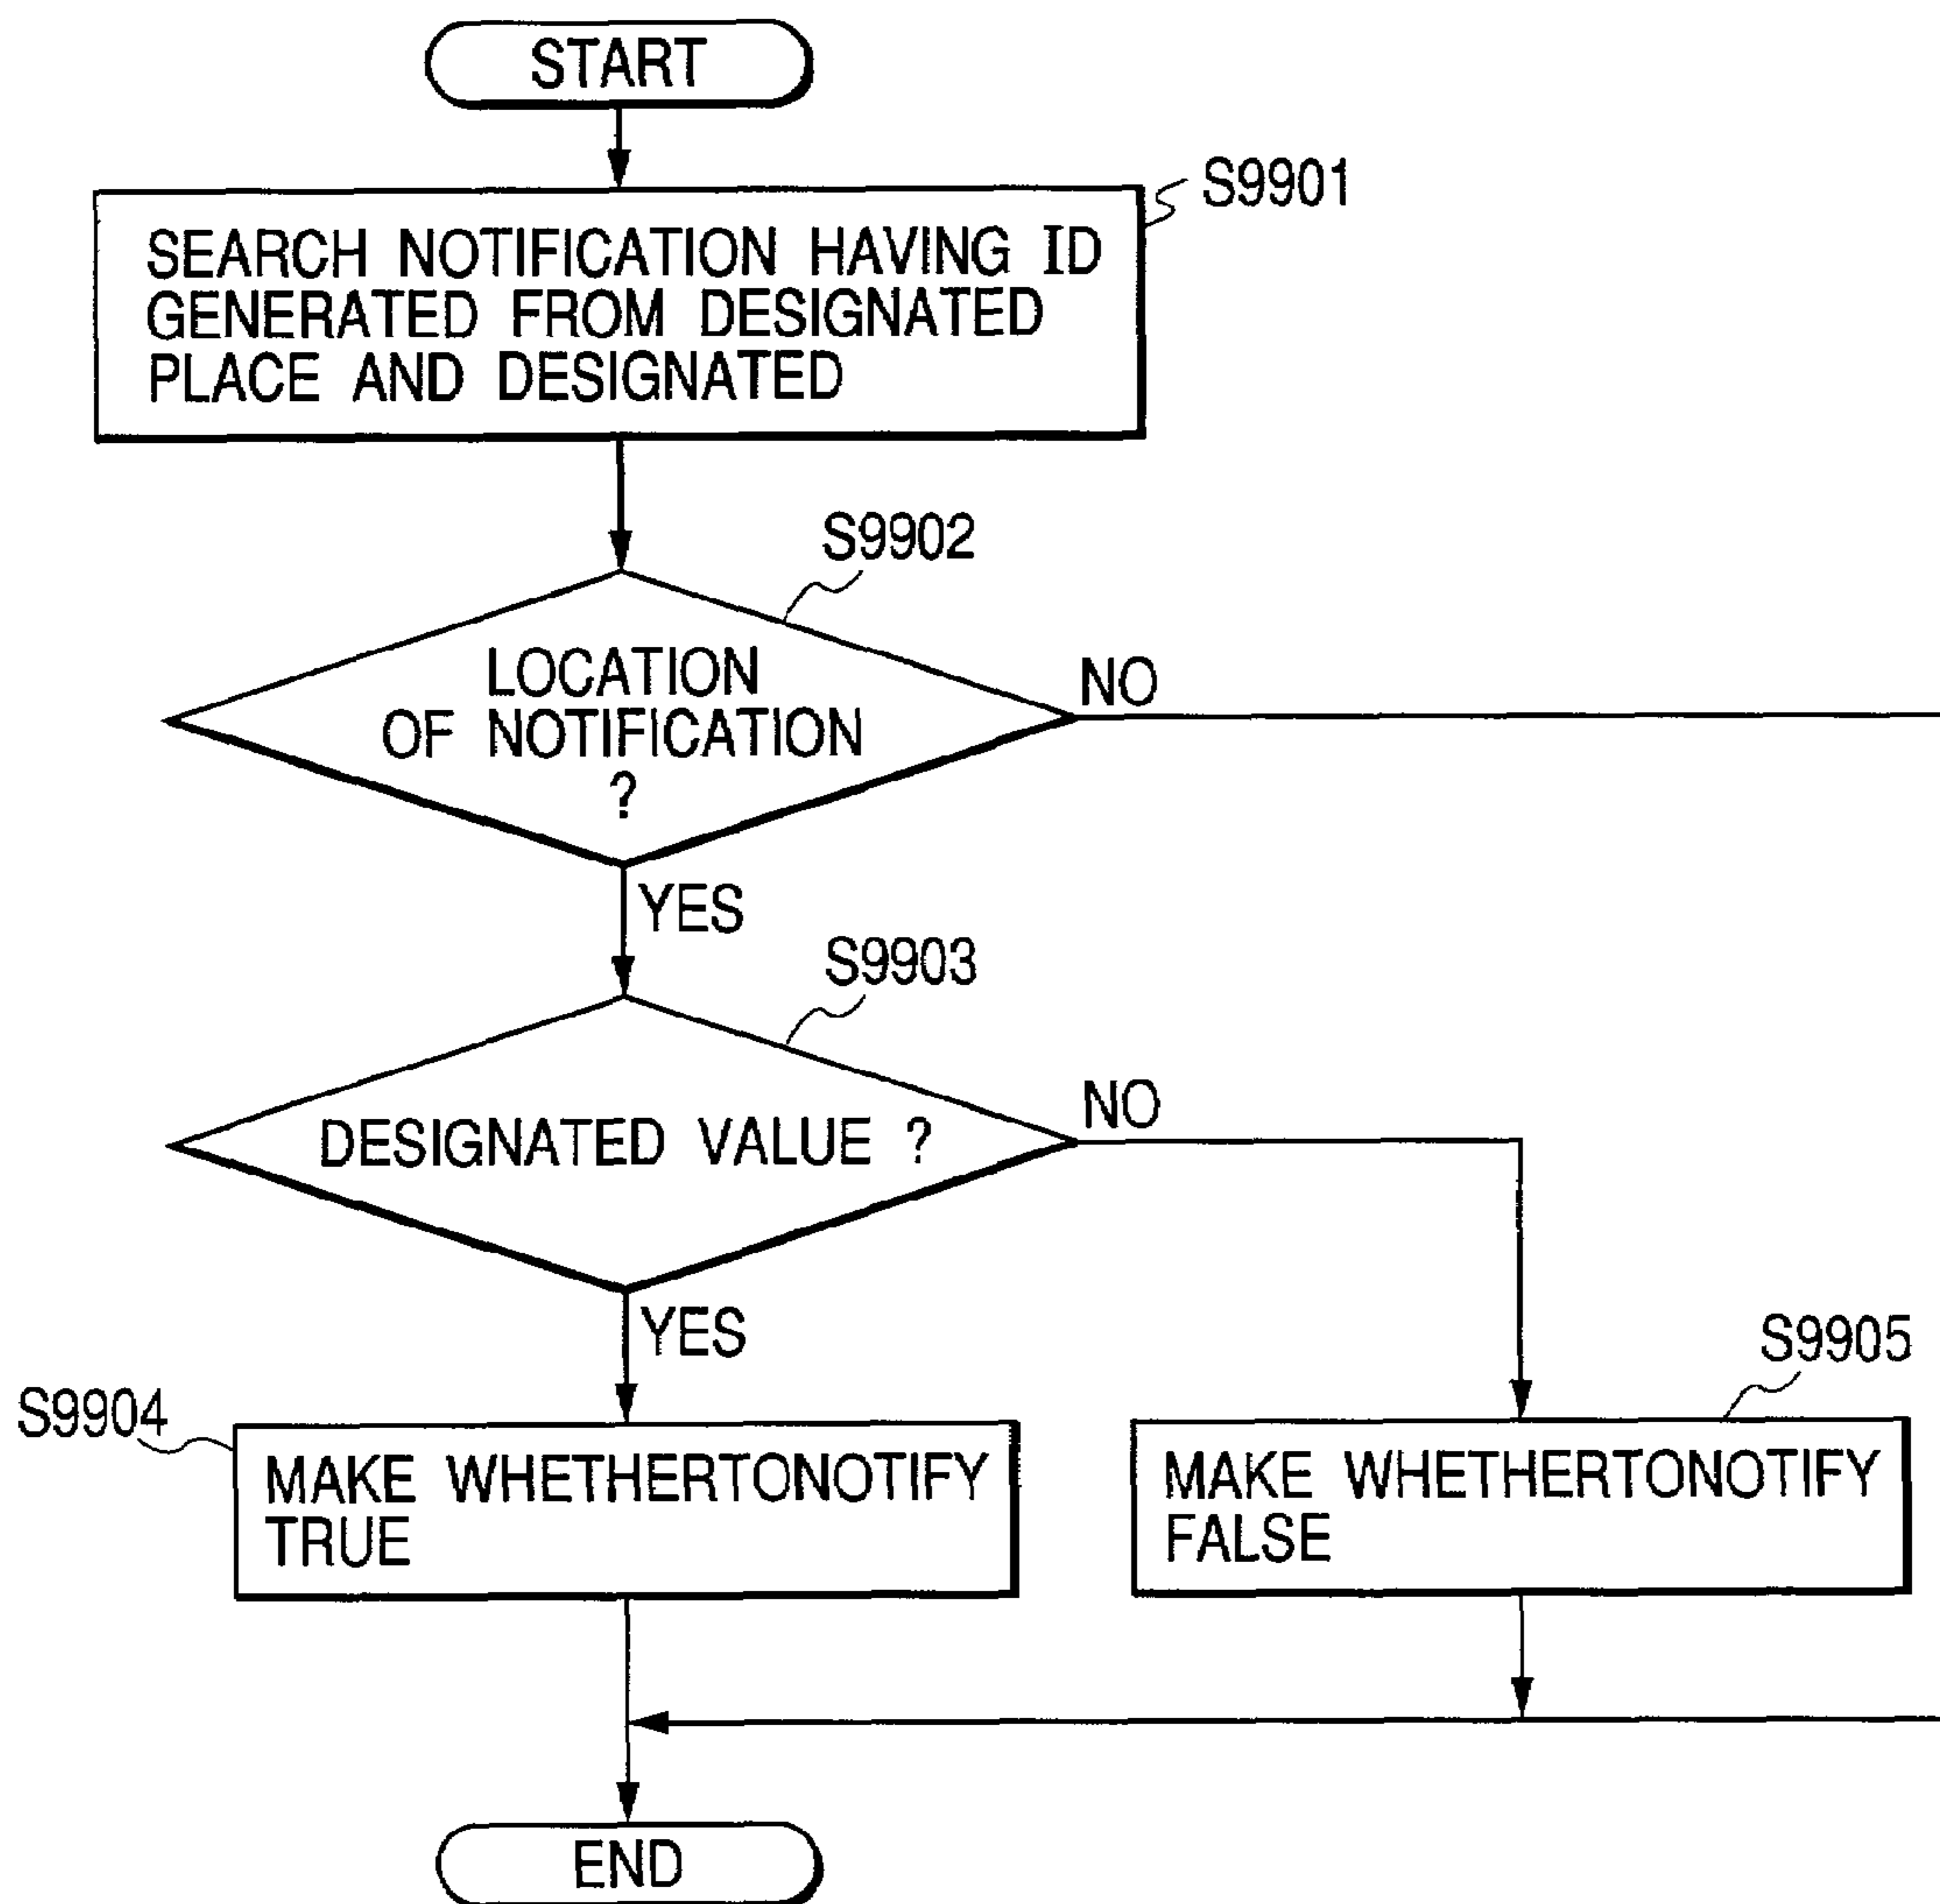 START
S9901
SEARCH NOTIFICATION HAVING ID
GENERATED FROM DESIGNATED
PLACE AND DESIGNATED
S9902
LOCATION
OF NOTIFICATION
?
NO
YES
S9903
DESIGNATED VALUE ?
NO
YES
S9904
MAKE WHETHERTONOTIFY
TRUE
S9905
MAKE WHETHERTONOTIFY
FALSE
END